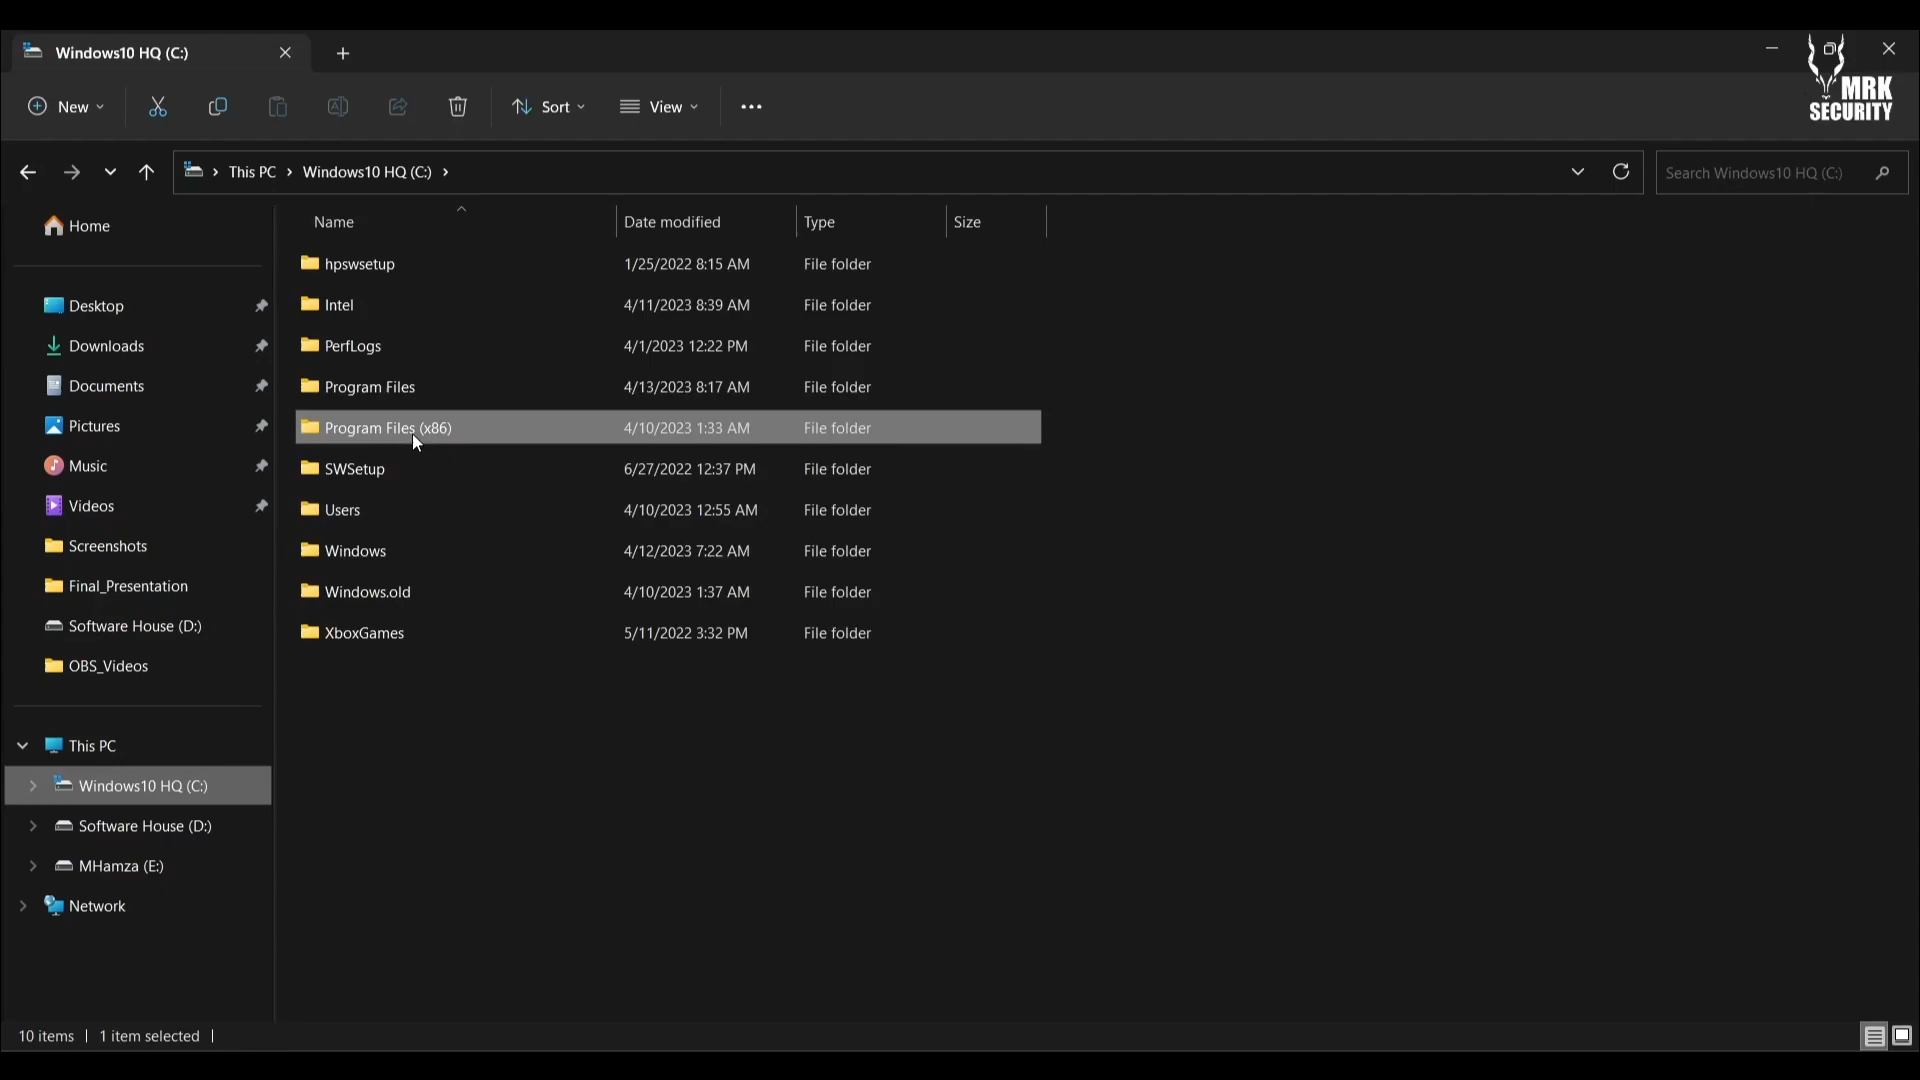 Windows10 HQ (C:)
New
Sort
View
MRK
SECURITY
This PC
Windows10 HQ (C:)
Search Windows10 HQ (C:)
Home
Desktop
Downloads
Documents
Pictures
Music
Videos
Screenshots
Final_Presentation
Software House (D:)
OBS_Videos
This PC
Windows10 HQ (C:)
Software House (D:)
MHamza (E:)
Network
Name Date modified Type Size
hpswsetup 1/25/2022 8:15 AM File folder
Intel 4/11/2023 8:39 AM File folder
PerfLogs 4/1/2023 12:22 PM File folder
Program Files 4/13/2023 8:17 AM File folder
Program Files (x86) 4/10/2023 1:33 AM File folder
SWSetup 6/27/2022 12:37 PM File folder
Users 4/10/2023 12:55 AM File folder
Windows 4/12/2023 7:22 AM File folder
Windows.old 4/10/2023 1:37 AM File folder
XboxGames 5/11/2022 3:32 PM File folder
10 items 1 item selected